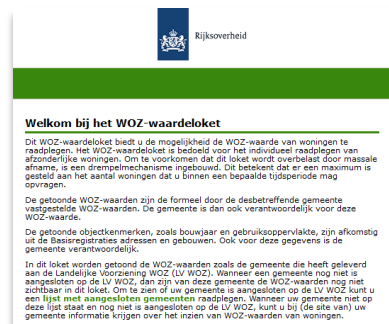 Rijksoverheid
Welkom bij het WOZ-waardeloket
Dit WOZ-waardeloket biedt u de mogelijkheid de WOZ-waarde van woningen te
raadplegen. Het WOZ-waardeloket is bedoeld voor het individueel raadplegen van
afzonderlijke woningen. Om te voorkomen dat dit loket wordt overbelast door massale
afname, is een drempelmechanisme ingebouwd. Dit betekent dat er een maximum is
gesteld aan het aantal woningen dat u binnen een bepaalde tijdsperiode mag
opvragen.
De getoonde WOZ-waarden zijn de formeel door de desbetreffende gemeente
vastgestelde WOZ-waarden. De gemeente is dan ook verantwoordelijk voor deze
WOZ-waarde.
De getoonde objectkenmerken, zoals bouwjaar en gebruiksoppervlakte, zijn afkomstig
uit de Basisregistraties adressen en gebouwen. Ook voor deze gegevens is de
gemeente verantwoordelijk.
In dit loket worden getoond de WOZ-waarden zoals de gemeente die heeft geleverd
aan de Landelijke Voorziening WOZ (LV WOZ). Wanneer een gemeente nog niet is
aangesloten op de LV WOZ, dan zijn van deze gemeente de WOZ-waarden nog niet
zichtbaar in dit loket. Om te zien of uw gemeente is aangesloten op de LV WOZ kunt u
een lijst met aangesloten gemeenten raadplegen. Wanneer uw gemeente niet op
deze lijst staat en nog niet is aangesloten op de LV WOZ, kunt u bij (de site van) uw
gemeente informatie krijgen over het inzien van WOZ-waarden van woningen.